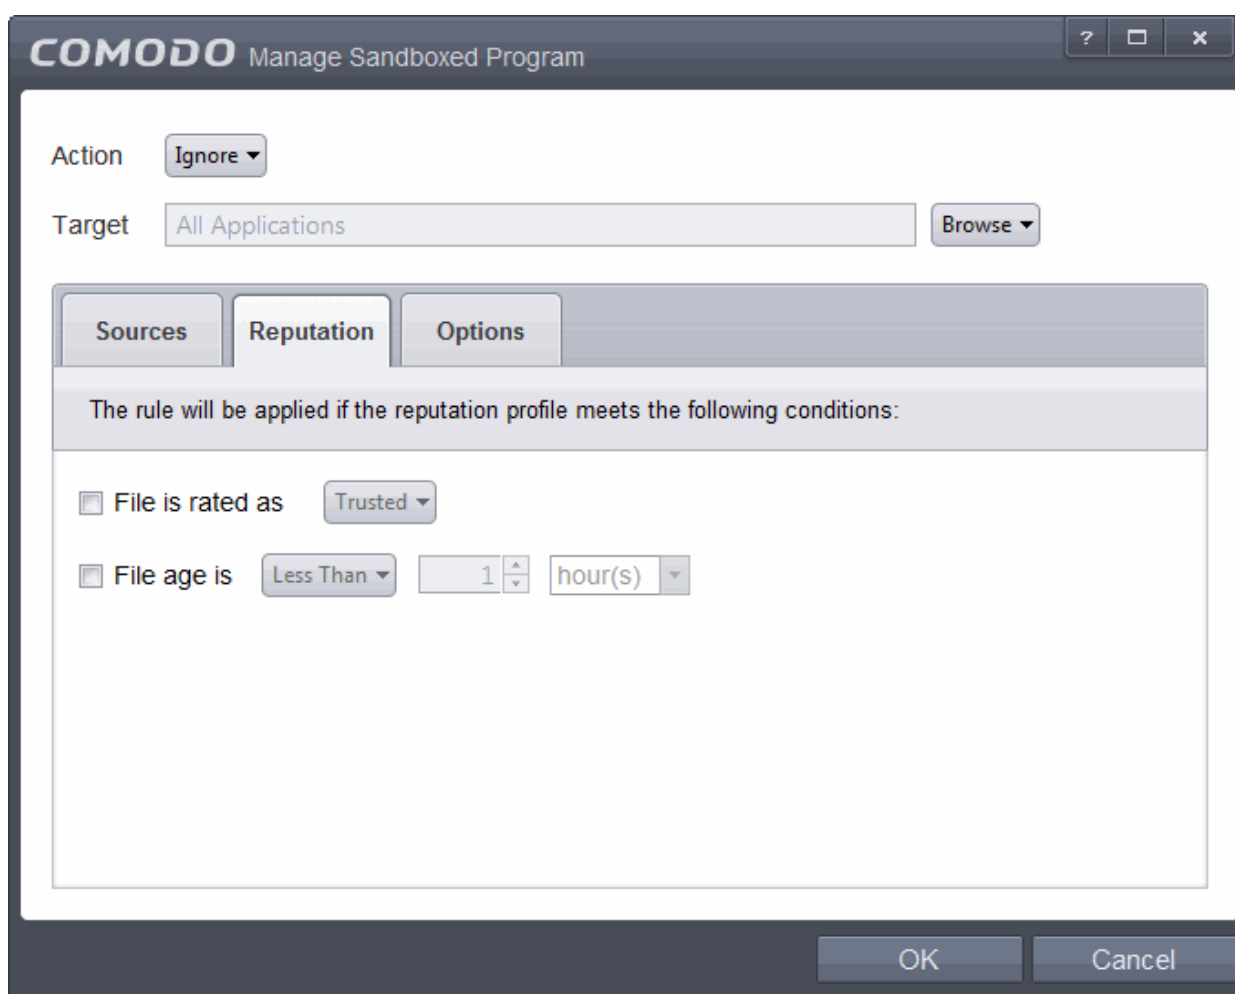 COMODO Manage Sandboxed Program ?
Action Ignore
Target All Applications Browse
Sources Reputation Options
The rule will be applied if the reputation profile meets the following conditions:
File is rated as Trusted
File age is Less Than 1 hour(s)
OK Cancel